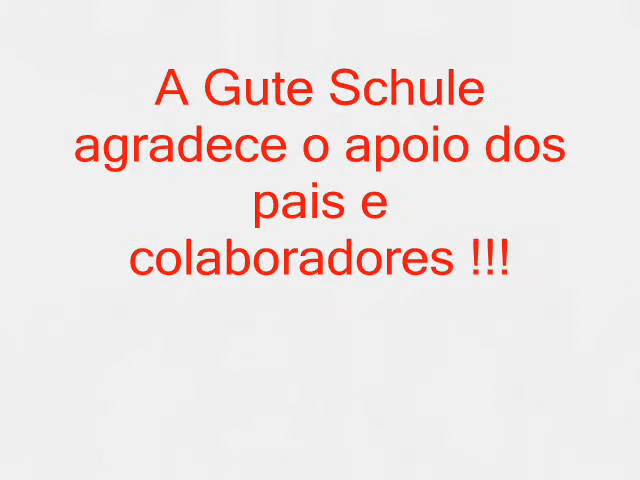 A Gute Schule
agradece o apoio dos
pais e
colaboradores !!!